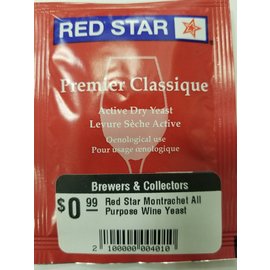 RED STAR
Premier Classique
Active Dry Yeast
Levure Sèche Active
Oenological use
Pour usage œnologique
Brewers & Collectors
$0 99
Red Star Montrachet All
Purpose Wine Yeast
2 100000 004010